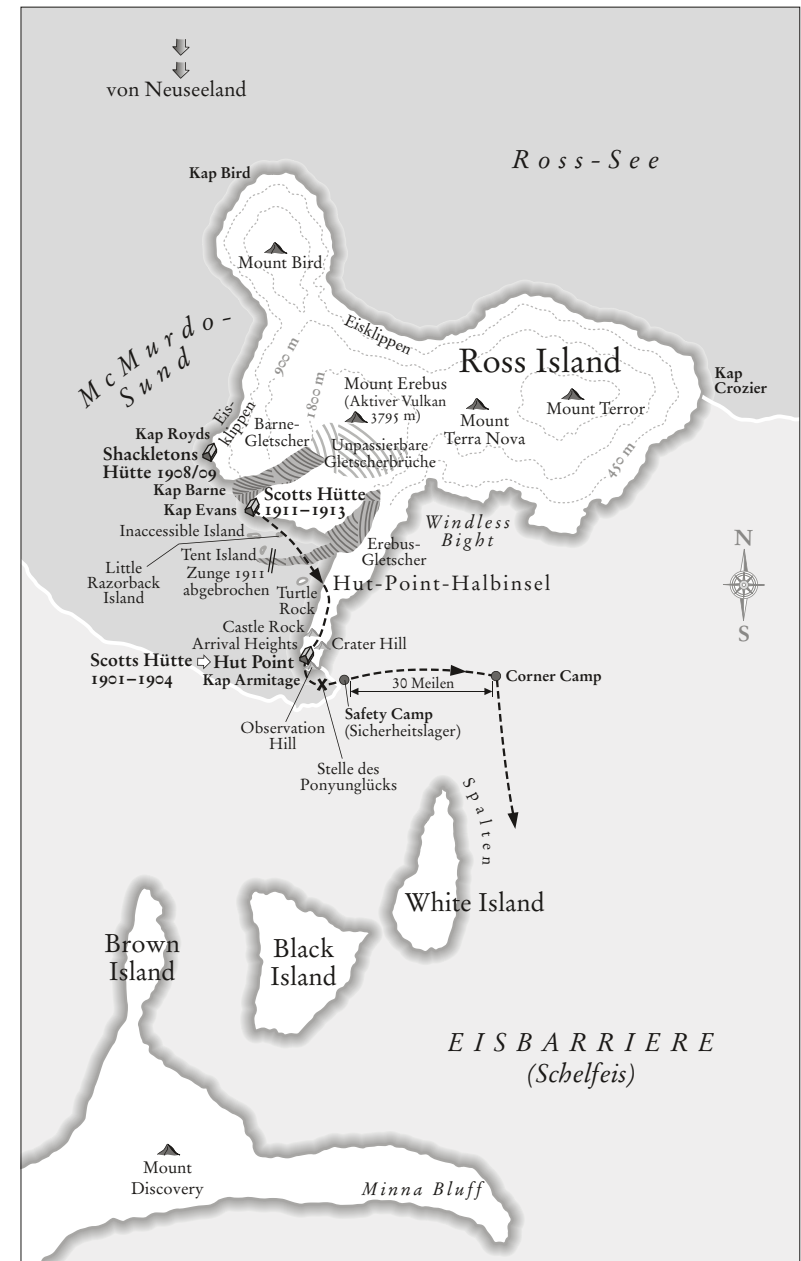 von Neuseeland
Ross-See
Kap Bird
Mount Bird
McMurdo-
Sund
Eisklippen
900 m
1800 m
Ross Island
Kap
Crozier
Mount Erebus
(Aktiver Vulkan
3795 m)
Mount Terror
Mount
Terra Nova
Eis-
klippen
Barne-
Gletscher
Unpassierbare
Gletscherbrüche
450 m
Kap Royds
Shackletons
Hütte 1908/09
Kap Barne
Kap Evans
Scotts Hütte
1911–1913
Inaccessible Island
Windless
Bight
Little
Razorback
Island
Tent Island
Zunge 1911
abgebrochen
Erebus-
Gletscher
N
S
Hut-Point-Halbinsel
Turtle
Rock
Castle Rock
Arrival Heights
Crater Hill
Scotts Hütte
1901–1904
Hut Point
Kap Armitage
30 Meilen
Corner Camp
Safety Camp
(Sicherheitslager)
Observation
Hill
Stelle des
Ponyunglücks
Spalten
White Island
Brown
Island
Black
Island
EISBARRIERE
(Schelfeis)
Mount
Discovery
Minna Bluff